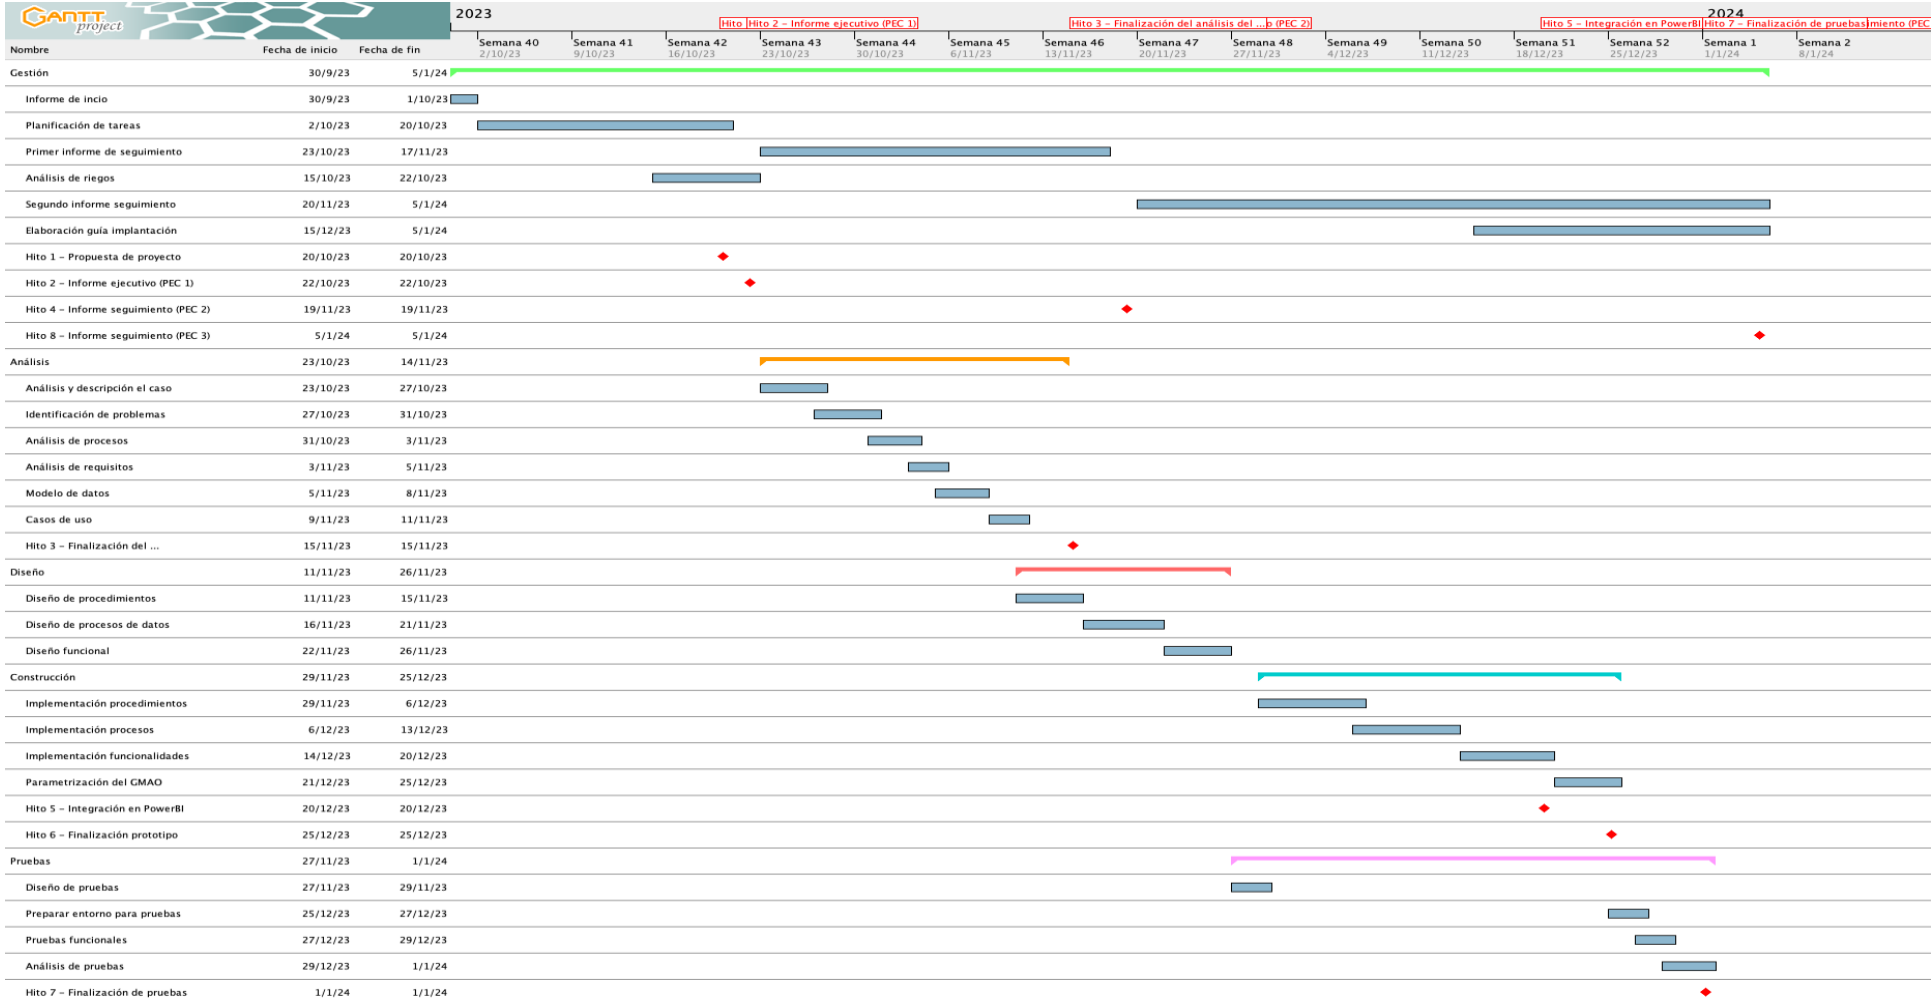 GANTT project
2023 2024
Hito Hito 2 – Informe ejecutivo (PEC 1) Hito 3 – Finalización del análisis del ...o (PEC 2) Hito 5 – Integración en PowerBI Hito 7 – Finalización de pruebas imiento (PEC
Nombre Fecha de inicio Fecha de fin
Semana 40 Semana 41 Semana 42 Semana 43 Semana 44 Semana 45 Semana 46 Semana 47 Semana 48 Semana 49 Semana 50 Semana 51 Semana 52 Semana 1 Semana 2
2/10/23 9/10/23 16/10/23 23/10/23 30/10/23 6/11/23 13/11/23 20/11/23 27/11/23 4/12/23 11/12/23 18/12/23 25/12/23 1/1/24 8/1/24
Gestión 30/9/23 5/1/24
Informe de incio 30/9/23 1/10/23
Planificación de tareas 2/10/23 20/10/23
Primer informe de seguimiento 23/10/23 17/11/23
Análisis de riegos 15/10/23 22/10/23
Segundo informe seguimiento 20/11/23 5/1/24
Elaboración guía implantación 15/12/23 5/1/24
Hito 1 – Propuesta de proyecto 20/10/23 20/10/23
Hito 2 – Informe ejecutivo (PEC 1) 22/10/23 22/10/23
Hito 4 – Informe seguimiento (PEC 2) 19/11/23 19/11/23
Hito 8 – Informe seguimiento (PEC 3) 5/1/24 5/1/24
Análisis 23/10/23 14/11/23
Análisis y descripción el caso 23/10/23 27/10/23
Identificación de problemas 27/10/23 31/10/23
Análisis de procesos 31/10/23 3/11/23
Análisis de requisitos 3/11/23 5/11/23
Modelo de datos 5/11/23 8/11/23
Casos de uso 9/11/23 11/11/23
Hito 3 – Finalización del ... 15/11/23 15/11/23
Diseño 11/11/23 26/11/23
Diseño de procedimientos 11/11/23 15/11/23
Diseño de procesos de datos 16/11/23 21/11/23
Diseño funcional 22/11/23 26/11/23
Construcción 29/11/23 25/12/23
Implementación procedimientos 29/11/23 6/12/23
Implementación procesos 6/12/23 13/12/23
Implementación funcionalidades 14/12/23 20/12/23
Parametrización del GMAO 21/12/23 25/12/23
Hito 5 – Integración en PowerBI 20/12/23 20/12/23
Hito 6 – Finalización prototipo 25/12/23 25/12/23
Pruebas 27/11/23 1/1/24
Diseño de pruebas 27/11/23 29/11/23
Preparar entorno para pruebas 25/12/23 27/12/23
Pruebas funcionales 27/12/23 29/12/23
Análisis de pruebas 29/12/23 1/1/24
Hito 7 – Finalización de pruebas 1/1/24 1/1/24